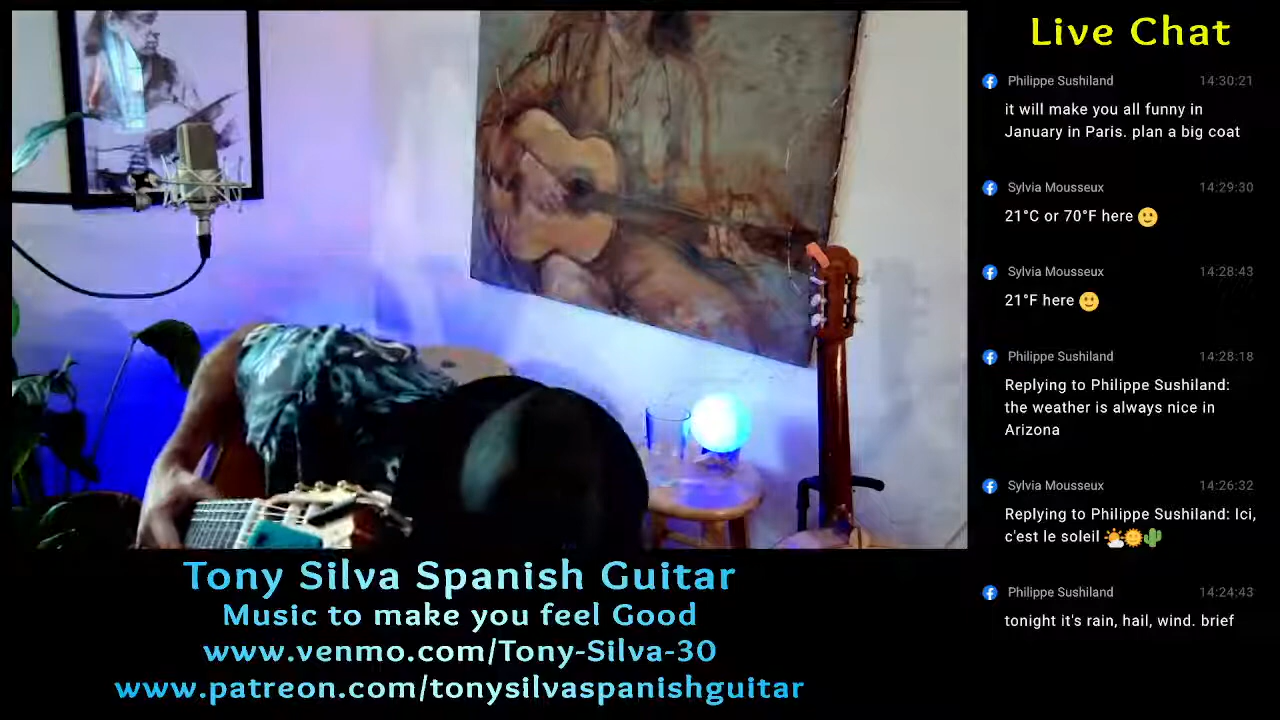 Live Chat
Philippe Sushiland 14:30:21
it will make you all funny in
January in Paris. plan a big coat
Sylvia Mousseux 14:29:30
21°C or 70°F here 🙂
Sylvia Mousseux 14:28:43
21°F here 🙂
Philippe Sushiland 14:28:18
Replying to Philippe Sushiland:
the weather is always nice in
Arizona
Sylvia Mousseux 14:26:32
Replying to Philippe Sushiland: Ici,
c'est le soleil 🌤️🌞🌵
Philippe Sushiland 14:24:43
tonight it's rain, hail, wind. brief
Tony Silva Spanish Guitar
Music to make you feel Good
www.venmo.com/Tony-Silva-30
www.patreon.com/tonysilvaspanishguitar